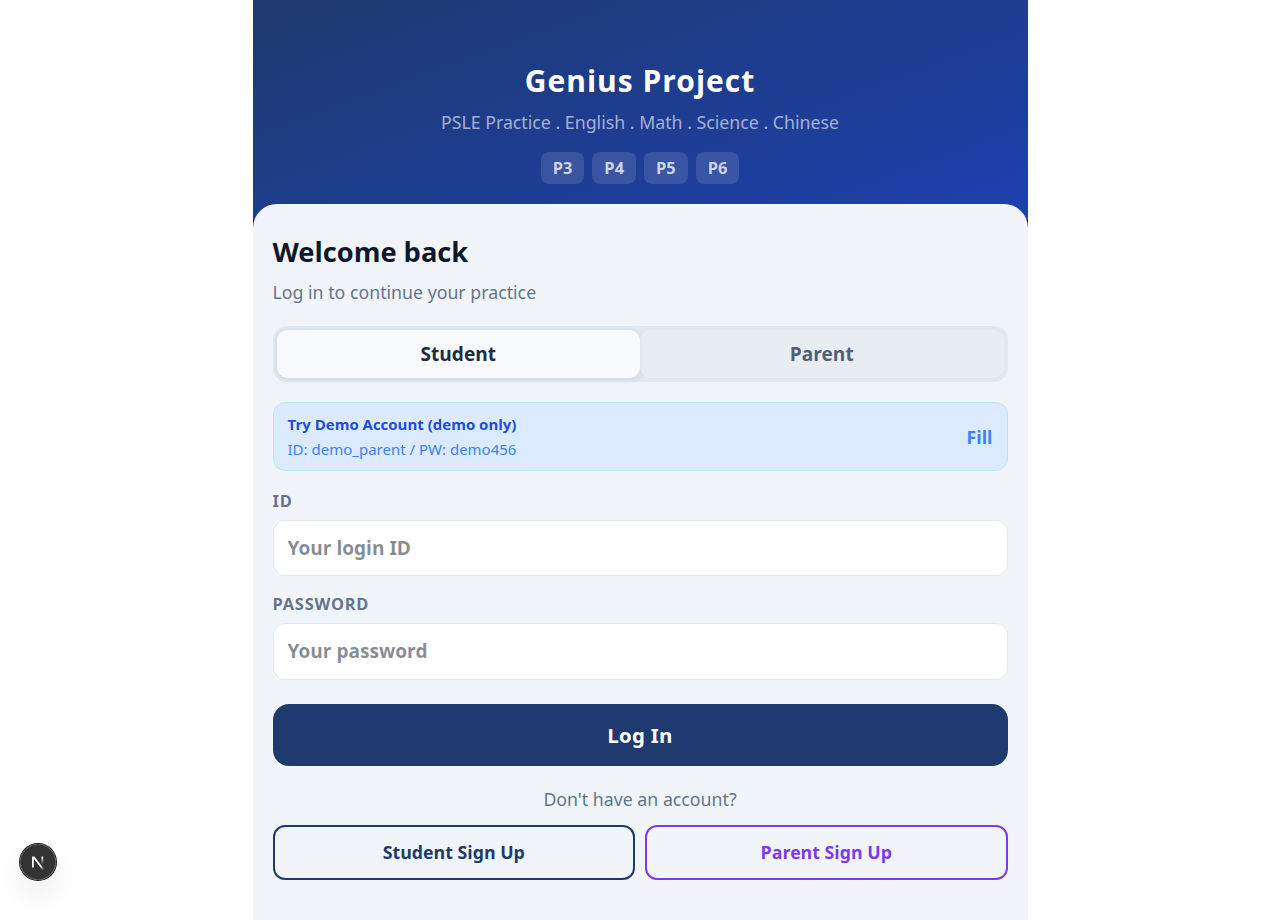 Genius Project
PSLE Practice . English . Math . Science . Chinese
P3 P4 P5 P6
Welcome back
Log in to continue your practice
Student Parent
Try Demo Account (demo only)
ID: demo_parent / PW: demo456
Fill
ID
Your login ID
PASSWORD
Your password
Log In
Don't have an account?
Student Sign Up Parent Sign Up
N